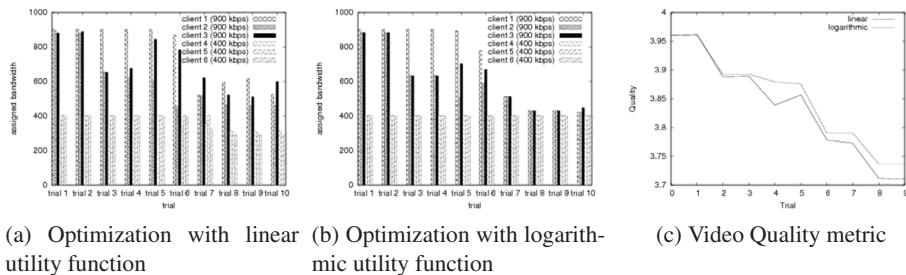 1000
800
600
400
200
0
assigned bandwidth
client 1 (900 kbps)
client 2 (900 kbps)
client 3 (900 kbps)
client 4 (400 kbps)
client 5 (400 kbps)
client 6 (400 kbps)
trial 1 trial 2 trial 3 trial 4 trial 5 trial 6 trial 7 trial 8 trial 9 trial 10
trial
1000
800
600
400
200
0
assigned bandwidth
client 1 (900 kbps)
client 2 (900 kbps)
client 3 (900 kbps)
client 4 (400 kbps)
client 5 (400 kbps)
client 6 (400 kbps)
trial 1 trial 2 trial 3 trial 4 trial 5 trial 6 trial 7 trial 8 trial 9 trial 10
trial
4
3.95
3.9
3.85
3.8
3.75
3.7
Quality
linear
logarithmic
0 1 2 3 4 5 6 7 8 9
Trial
(a) Optimization with linear
utility function
(b) Optimization with logarith-
mic utility function
(c) Video Quality metric